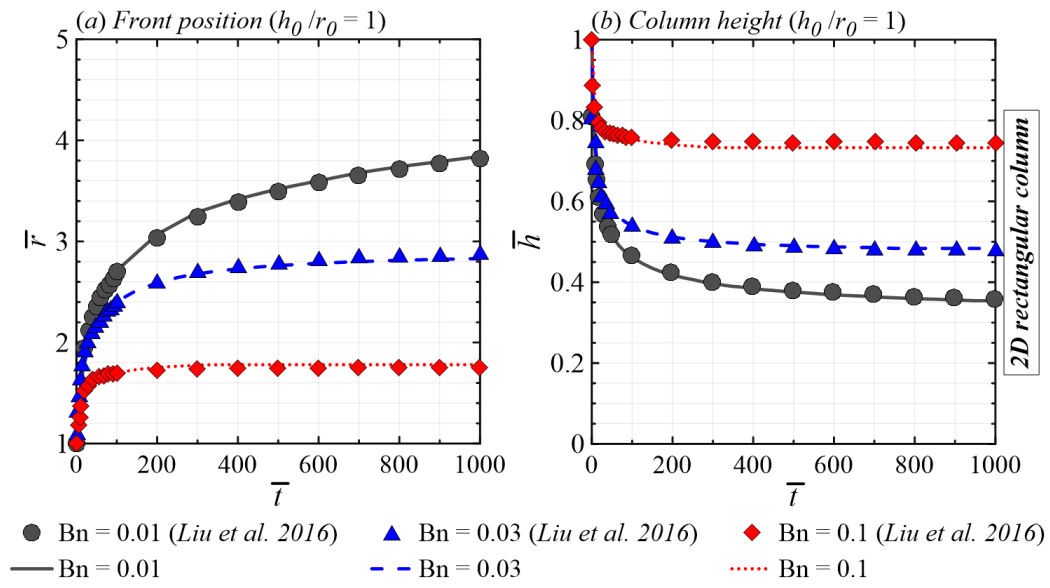 (a) Front position (h0/r0 = 1)
5
4
3
2
1
r̅
0
200
400
600
800
1000
t̅
(b) Column height (h0/r0 = 1)
1
0.8
0.6
0.4
0.2
0
h̅
0
200
400
600
800
1000
t̅
2D rectangular column
Bn = 0.01 (Liu et al. 2016)
Bn = 0.03 (Liu et al. 2016)
Bn = 0.1 (Liu et al. 2016)
Bn = 0.01
Bn = 0.03
Bn = 0.1